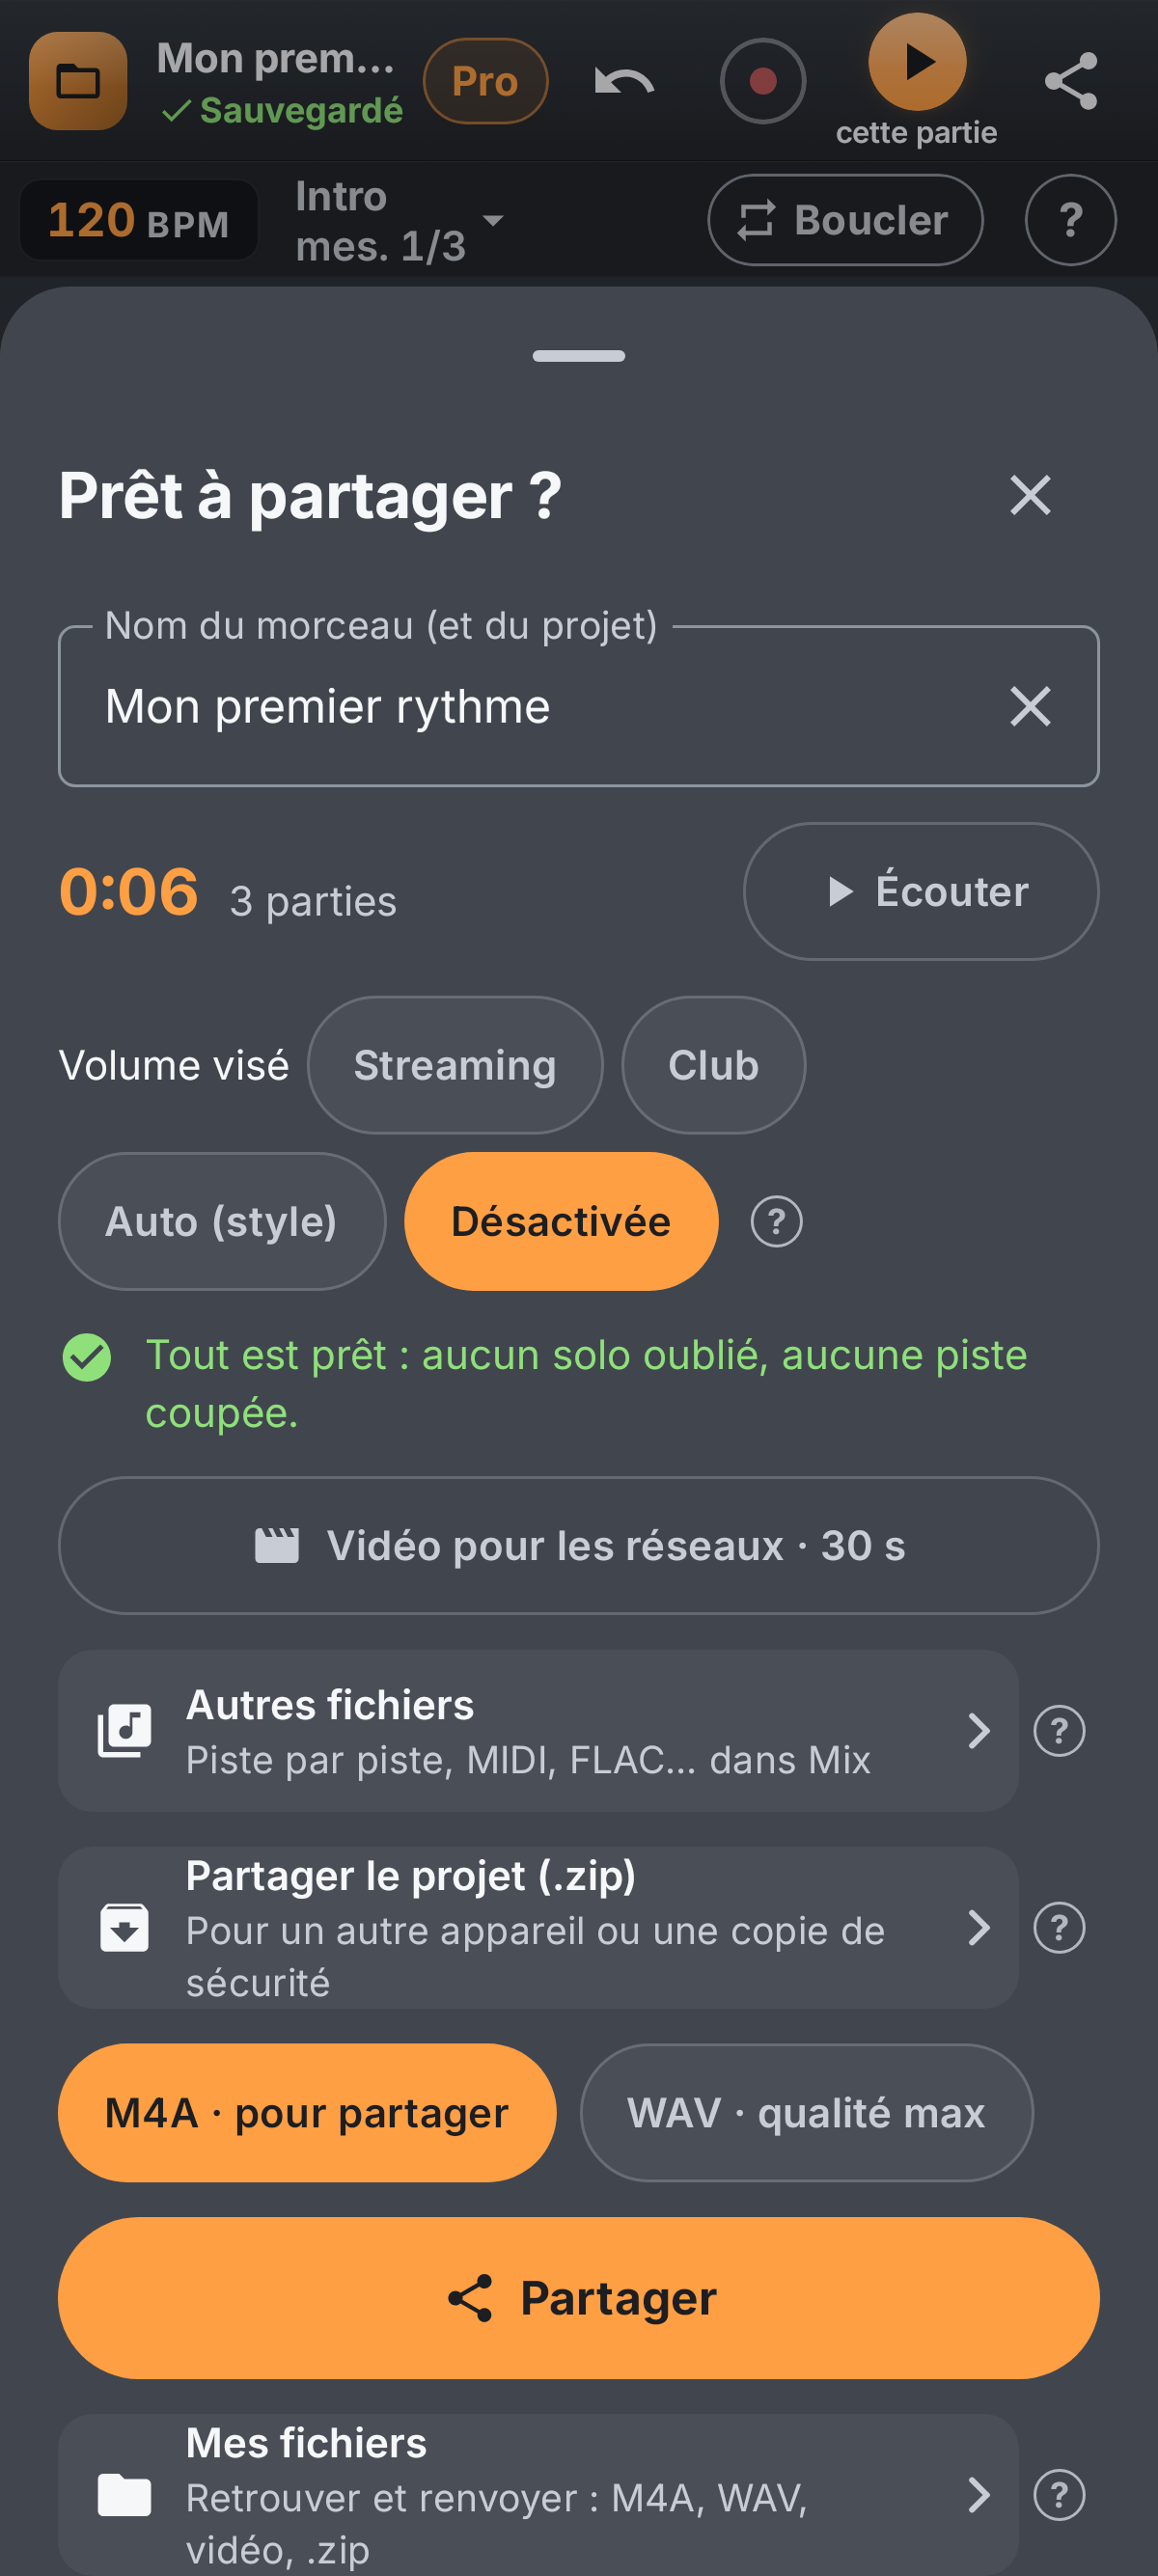 Mon prem...
Sauvegardé
Pro
cette partie
120 BPM
Intro
mes. 1/3
Boucler
?
Prêt à partager ?
Nom du morceau (et du projet)
Mon premier rythme
0:06 3 parties
Écouter
Volume visé
Streaming
Club
Auto (style)
Désactivée
?
Tout est prêt : aucun solo oublié, aucune piste
coupée.
Vidéo pour les réseaux · 30 s
Autres fichiers
Piste par piste, MIDI, FLAC... dans Mix
?
Partager le projet (.zip)
Pour un autre appareil ou une copie de
sécurité
?
M4A · pour partager
WAV · qualité max
Partager
Mes fichiers
Retrouver et renvoyer : M4A, WAV,
vidéo, .zip
?